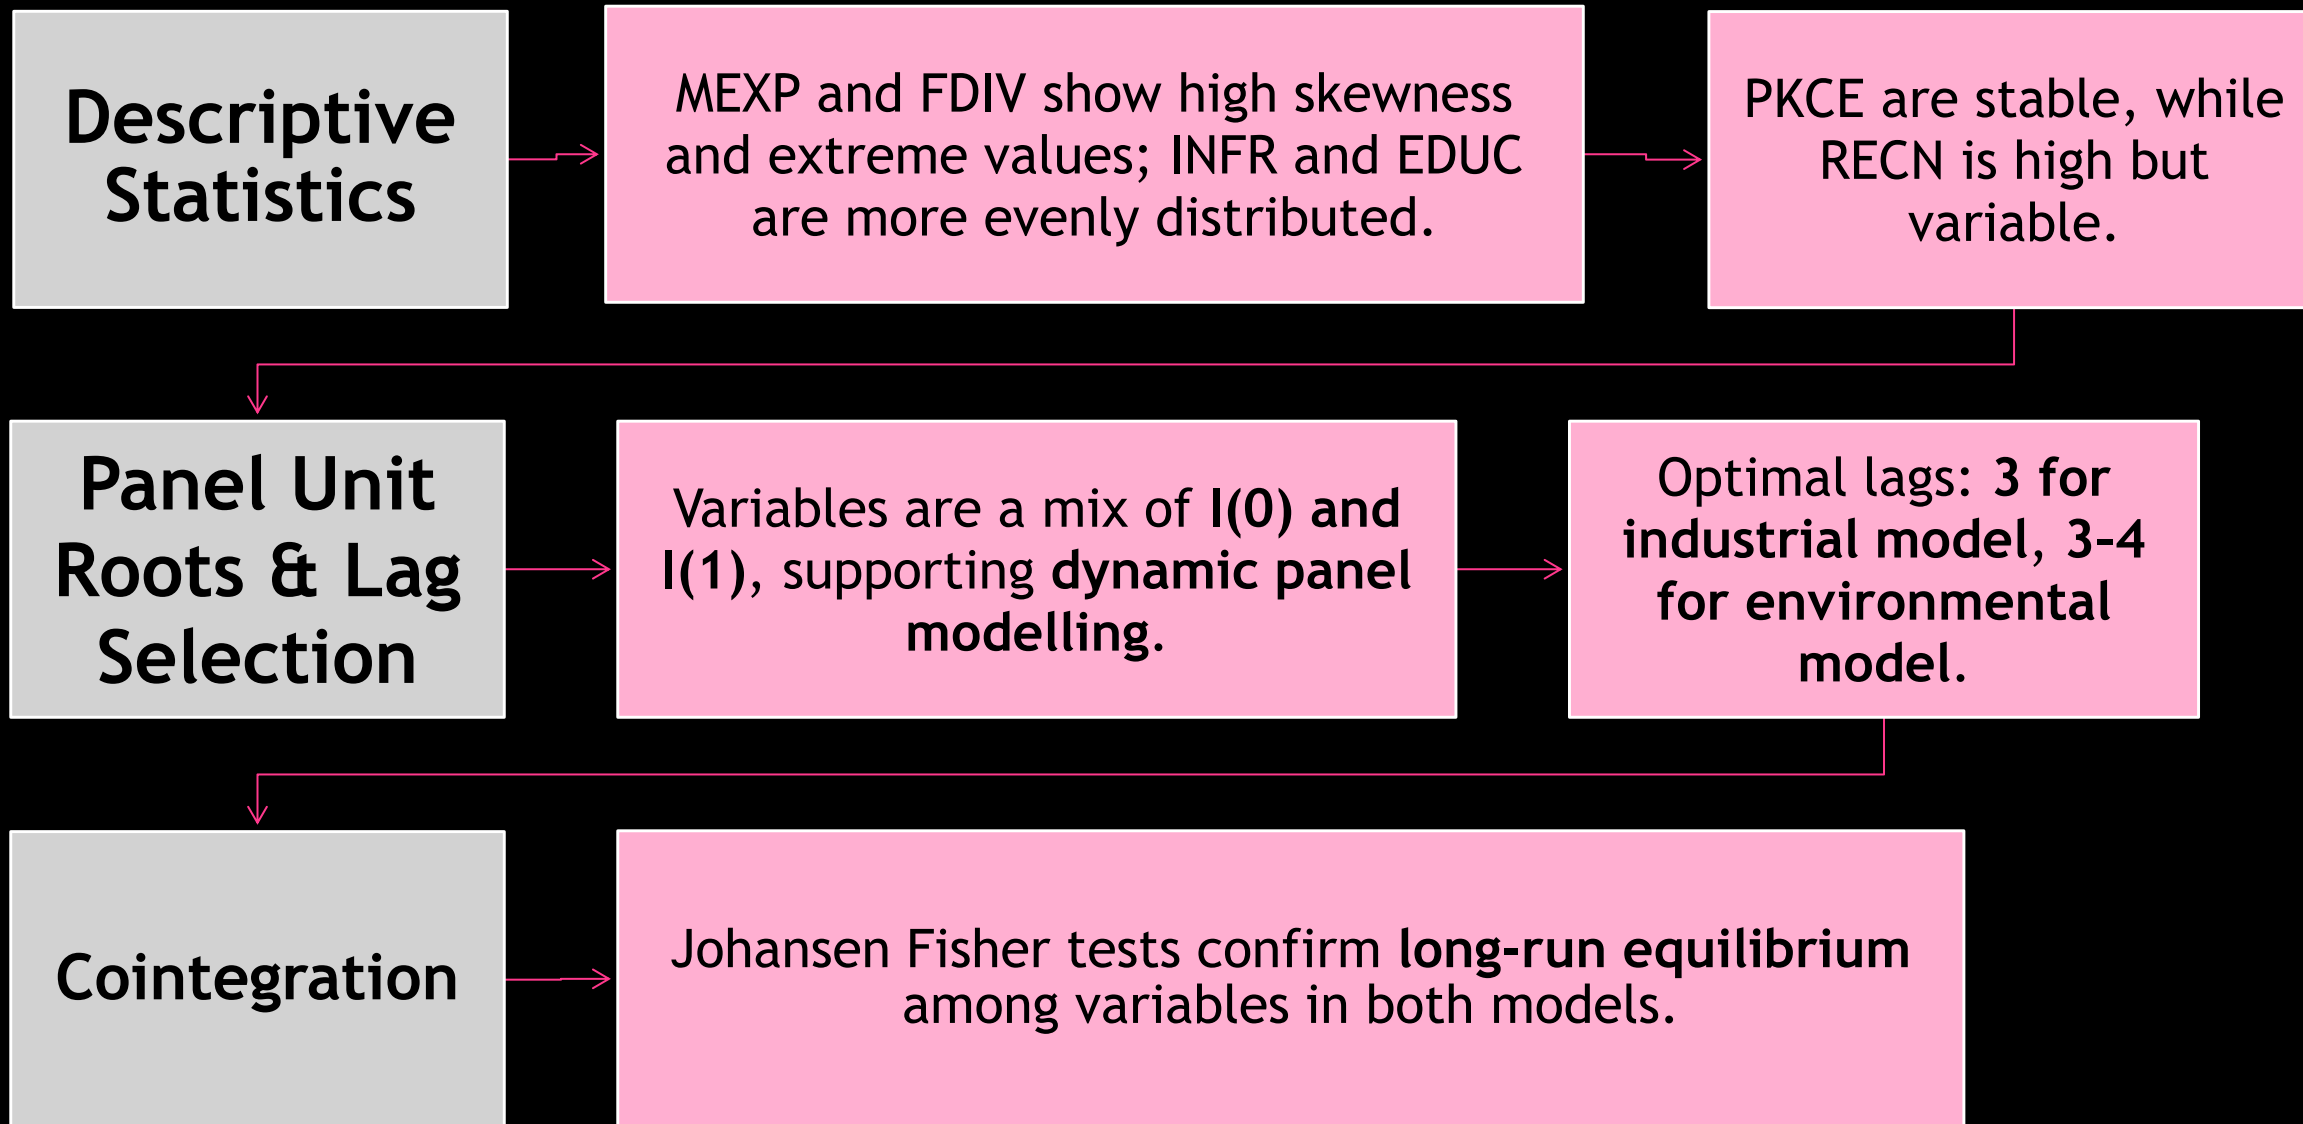 Descriptive
Statistics
MEXP and FDIV show high skewness
and extreme values; INFR and EDUC
are more evenly distributed.
PKCE are stable, while
RECN is high but
variable.
Panel Unit
Roots & Lag
Selection
Variables are a mix of I(0) and
I(1), supporting dynamic panel
modelling.
Optimal lags: 3 for
industrial model, 3–4
for environmental
model.
Cointegration
Johansen Fisher tests confirm long-run equilibrium
among variables in both models.